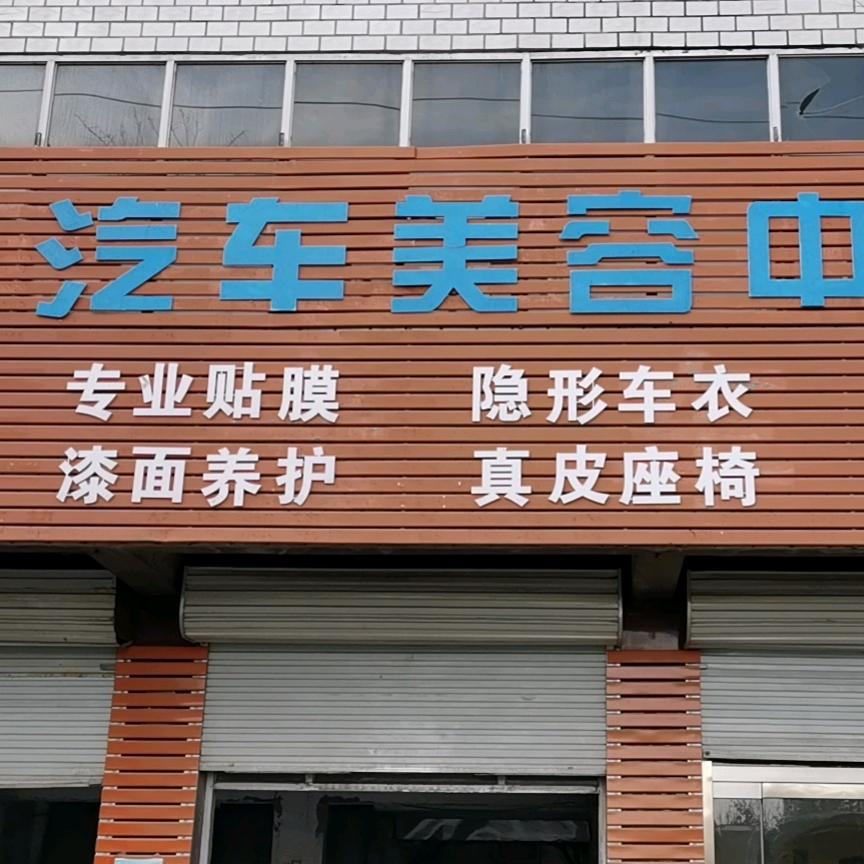 汽车美容中
专业贴膜 隐形车衣
漆面养护 真皮座椅